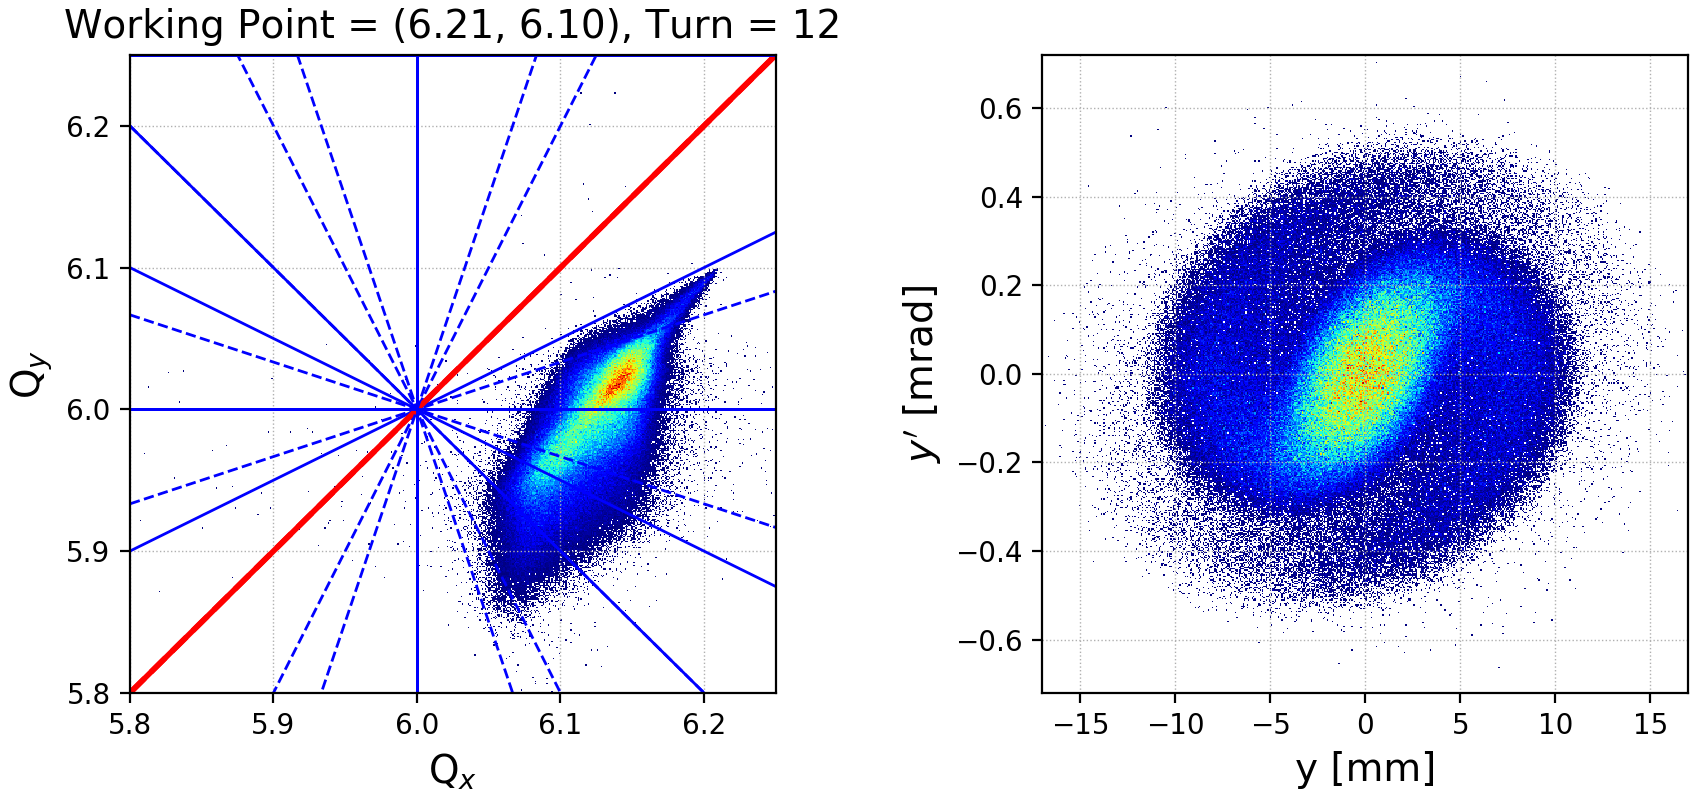 Working Point = (6.21, 6.10), Turn = 12
6.2
6.1
6.0
5.9
5.8
Q_y
5.8 5.9 6.0 6.1 6.2
Q_x
0.6
0.4
0.2
0.0
−0.2
−0.4
−0.6
y′ [mrad]
−15 −10 −5 0 5 10 15
y [mm]